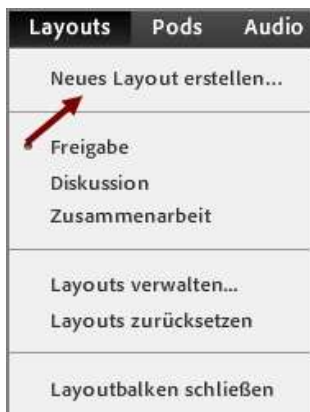 Layouts Pods Audio
Neues Layout erstellen...
Freigabe
Diskussion
Zusammenarbeit
Layouts verwalten...
Layouts zurücksetzen
Layoutbalken schließen